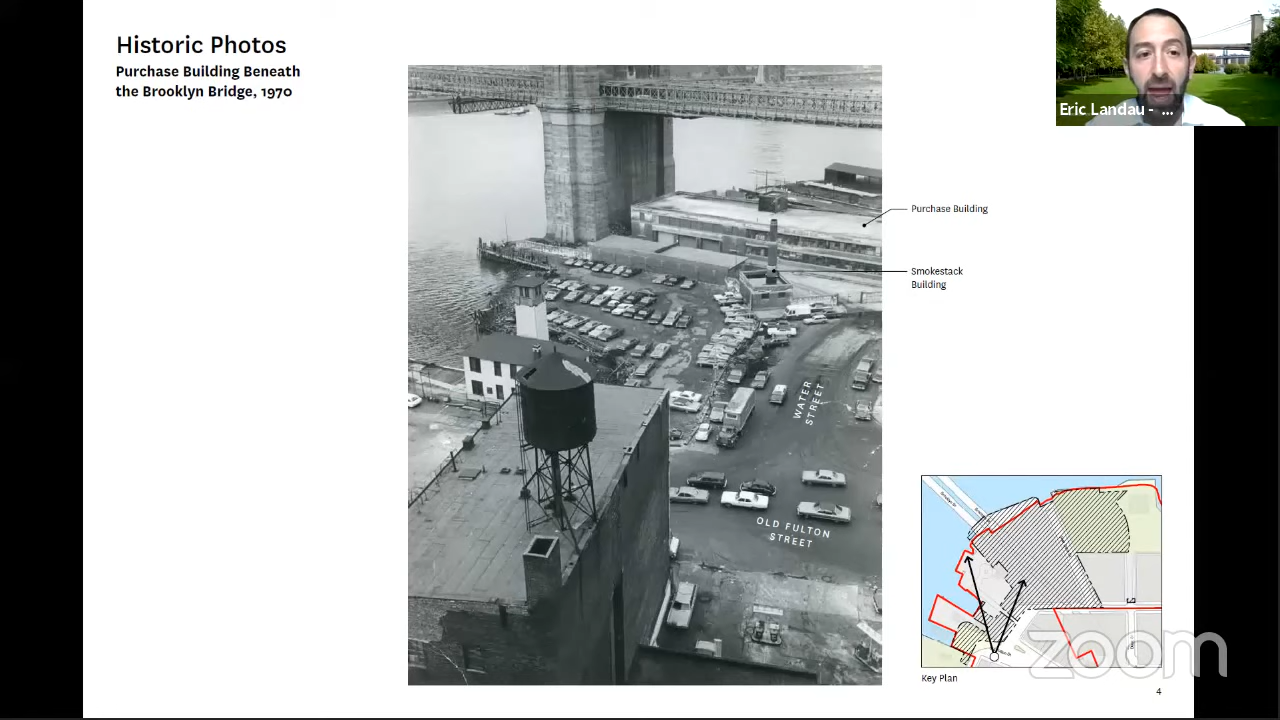 Historic Photos
Purchase Building Beneath
the Brooklyn Bridge, 1970
Eric Landau - ...
Purchase Building
Smokestack
Building
WATER
STREET
OLD FULTON
STREET
zoom
Key Plan
4